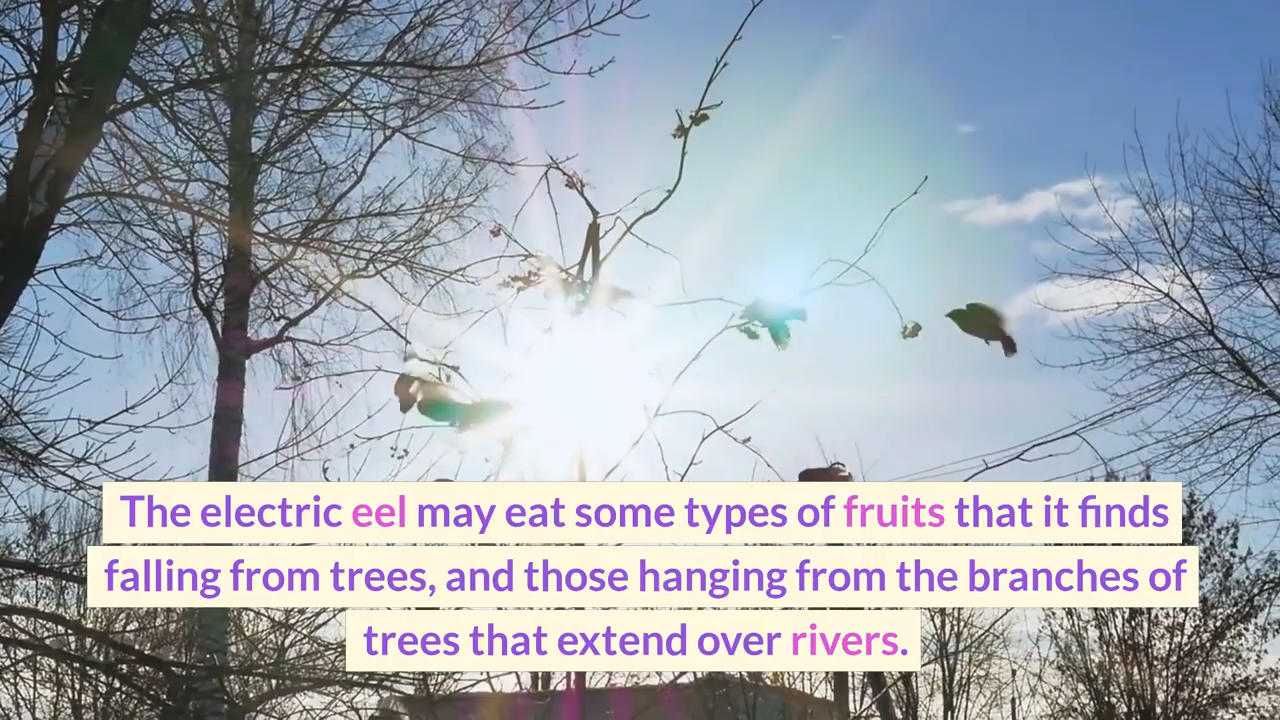 The electric eel may eat some types of fruits that it finds
falling from trees, and those hanging from the branches of
trees that extend over rivers.